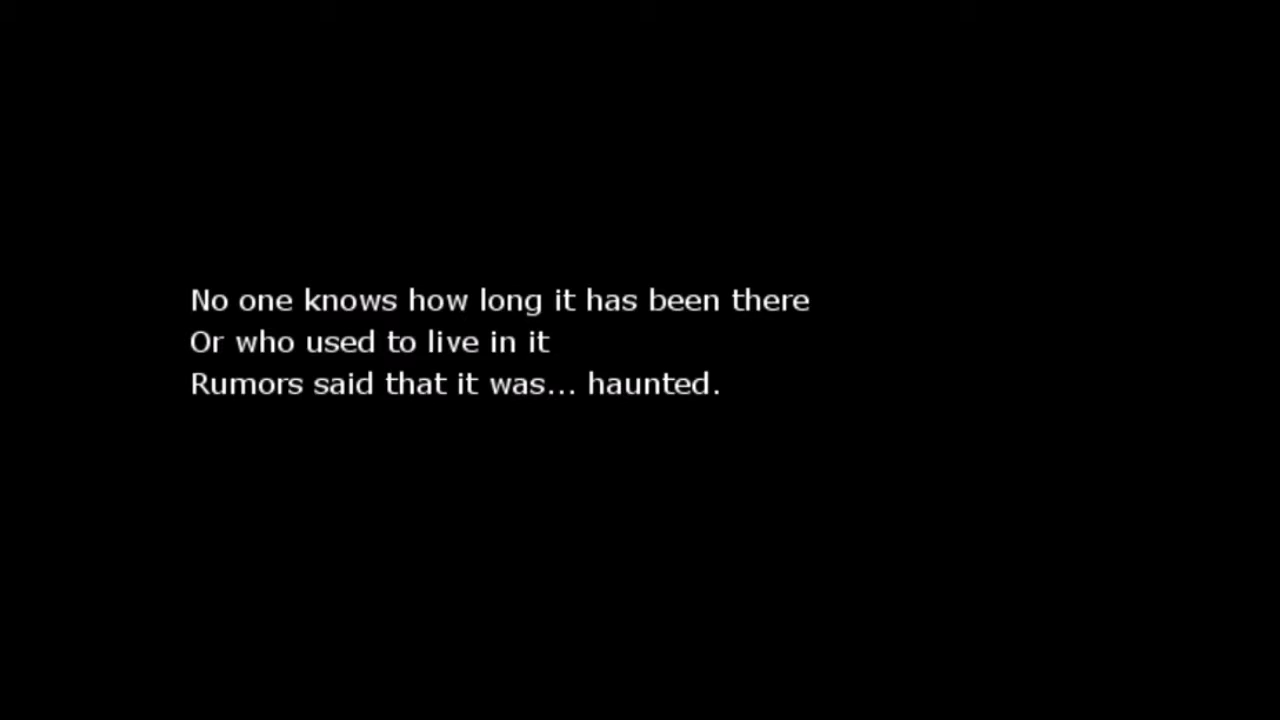 No one knows how long it has been there
Or who used to live in it
Rumors said that it was... haunted.